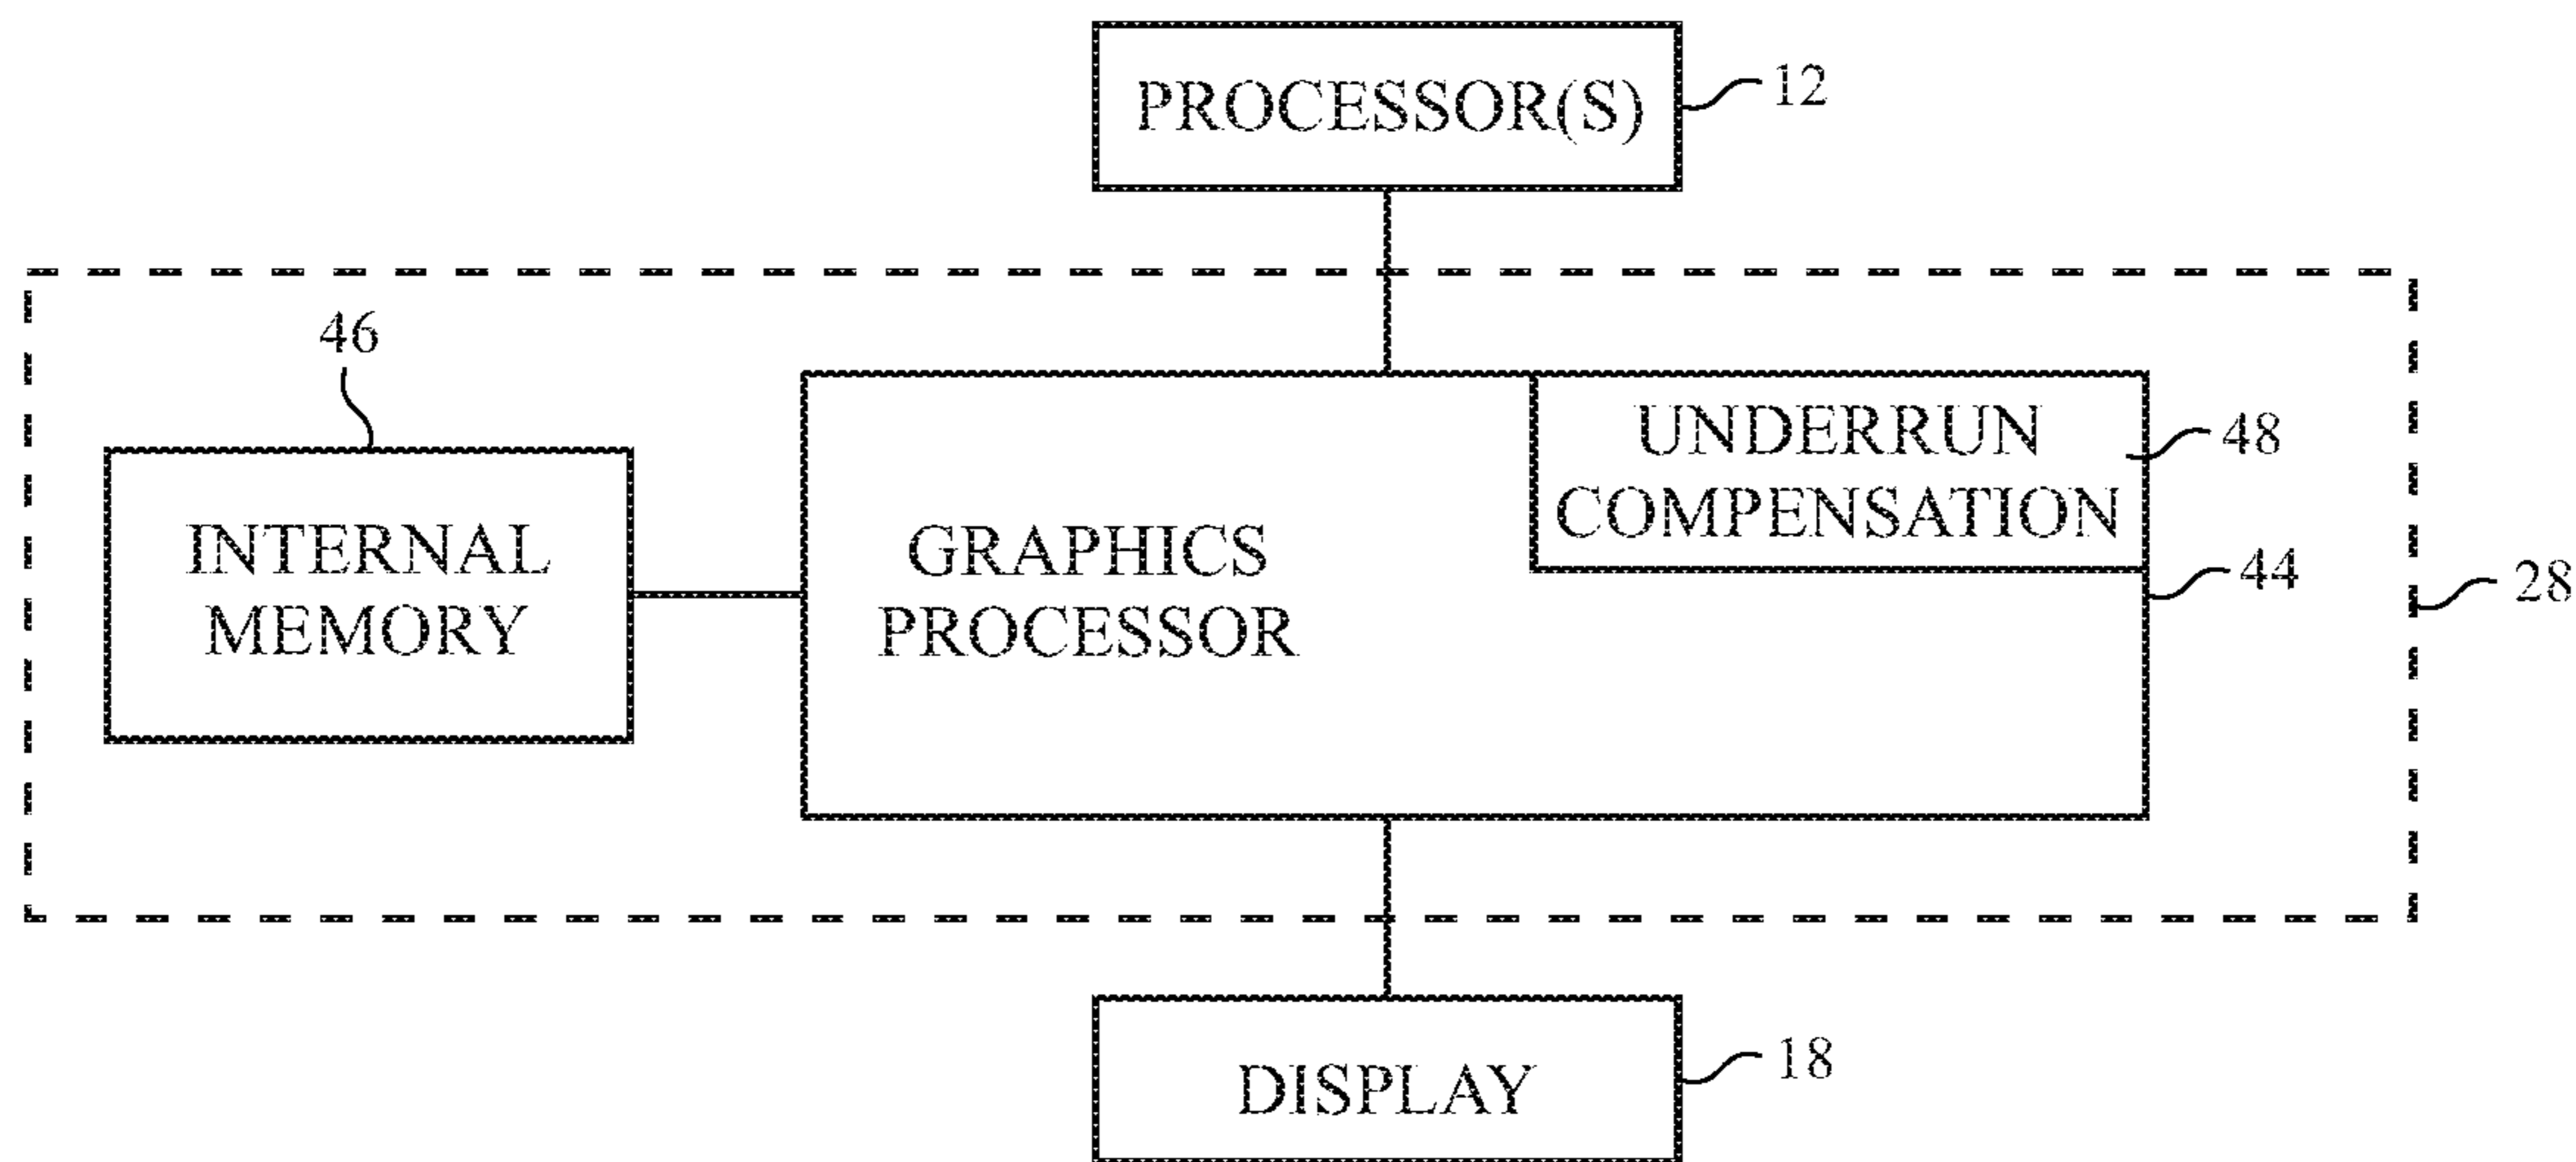 PROCESSOR(S)
12
46
INTERNAL
MEMORY
GRAPHICS
PROCESSOR
UNDERRUN
COMPENSATION
48
44
28
DISPLAY
18